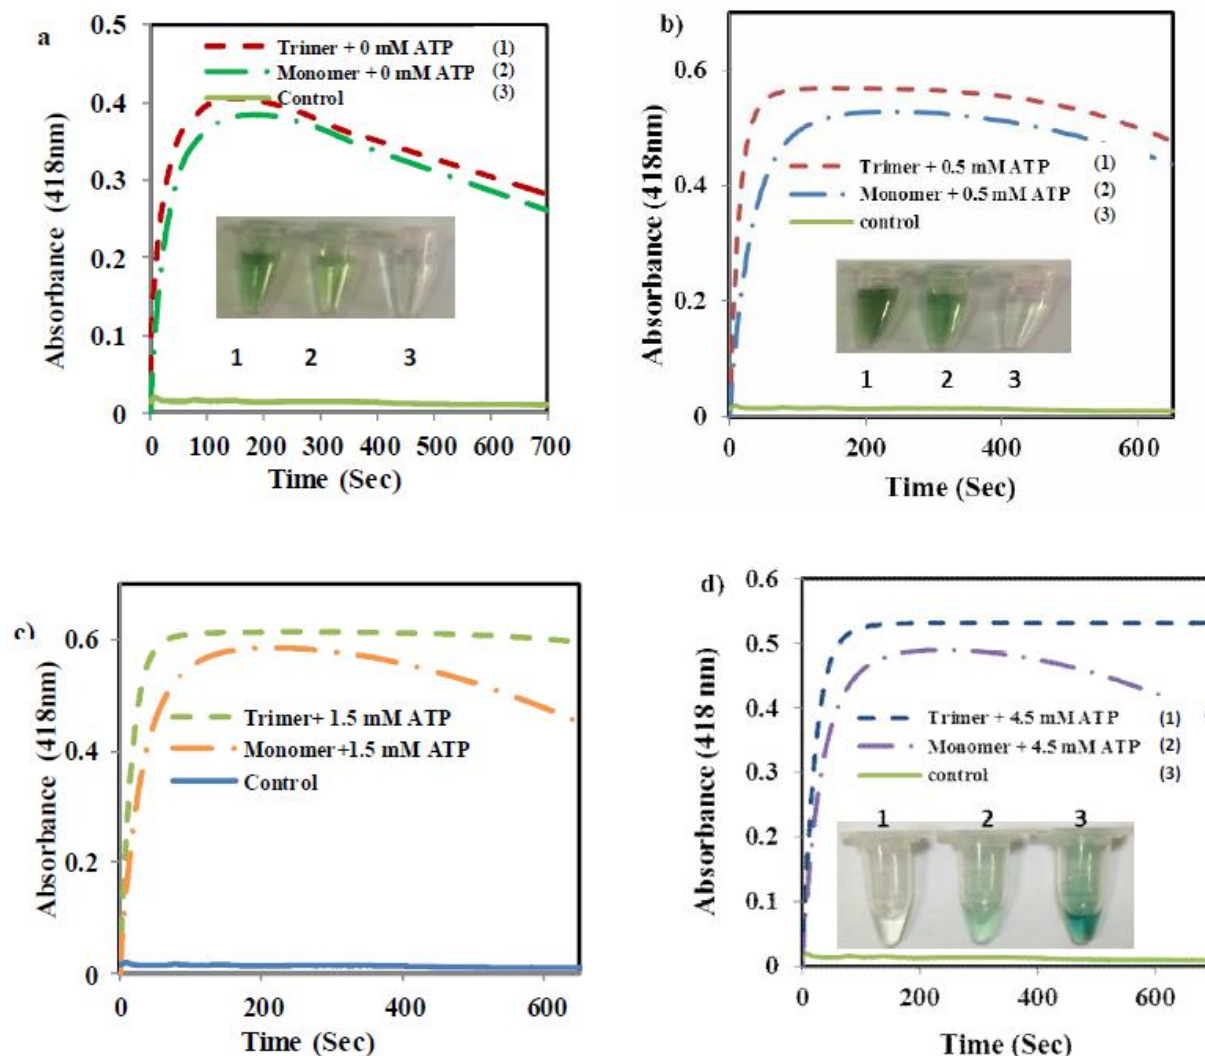 a
0.5
0.4
0.3
0.2
0.1
0
Absorbance (418nm)
Trimer + 0 mM ATP (1)
Monomer + 0 mM ATP (2)
Control (3)
1 2 3
0 100 200 300 400 500 600 700
Time (Sec)
b)
0.6
0.4
0.2
0
Absorbance (418nm)
Trimer + 0.5 mM ATP (1)
Monomer + 0.5 mM ATP (2)
control (3)
1 2 3
0 200 400 600
Time (Sec)
c)
0.6
0.4
0.2
0
Absorbance (418nm)
Trimer+ 1.5 mM ATP
Monomer+1.5 mM ATP
Control
0 200 400 600
Time (Sec)
d)
0.6
0.5
0.4
0.3
0.2
0.1
0
Absorbance (418 nm)
Trimer + 4.5 mM ATP (1)
Monomer + 4.5 mM ATP (2)
control (3)
1 2 3
0 200 400 600
Time (Sec)